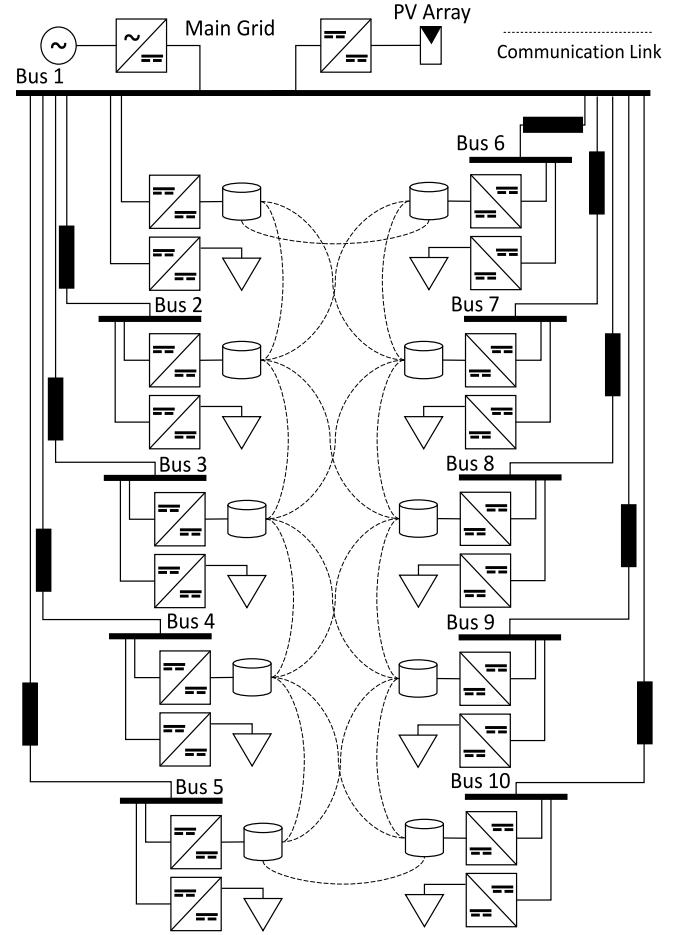 PV Array
Main Grid
Communication Link
Bus 1
Bus 6
Bus 2
Bus 7
Bus 3
Bus 8
Bus 4
Bus 9
Bus 5
Bus 10